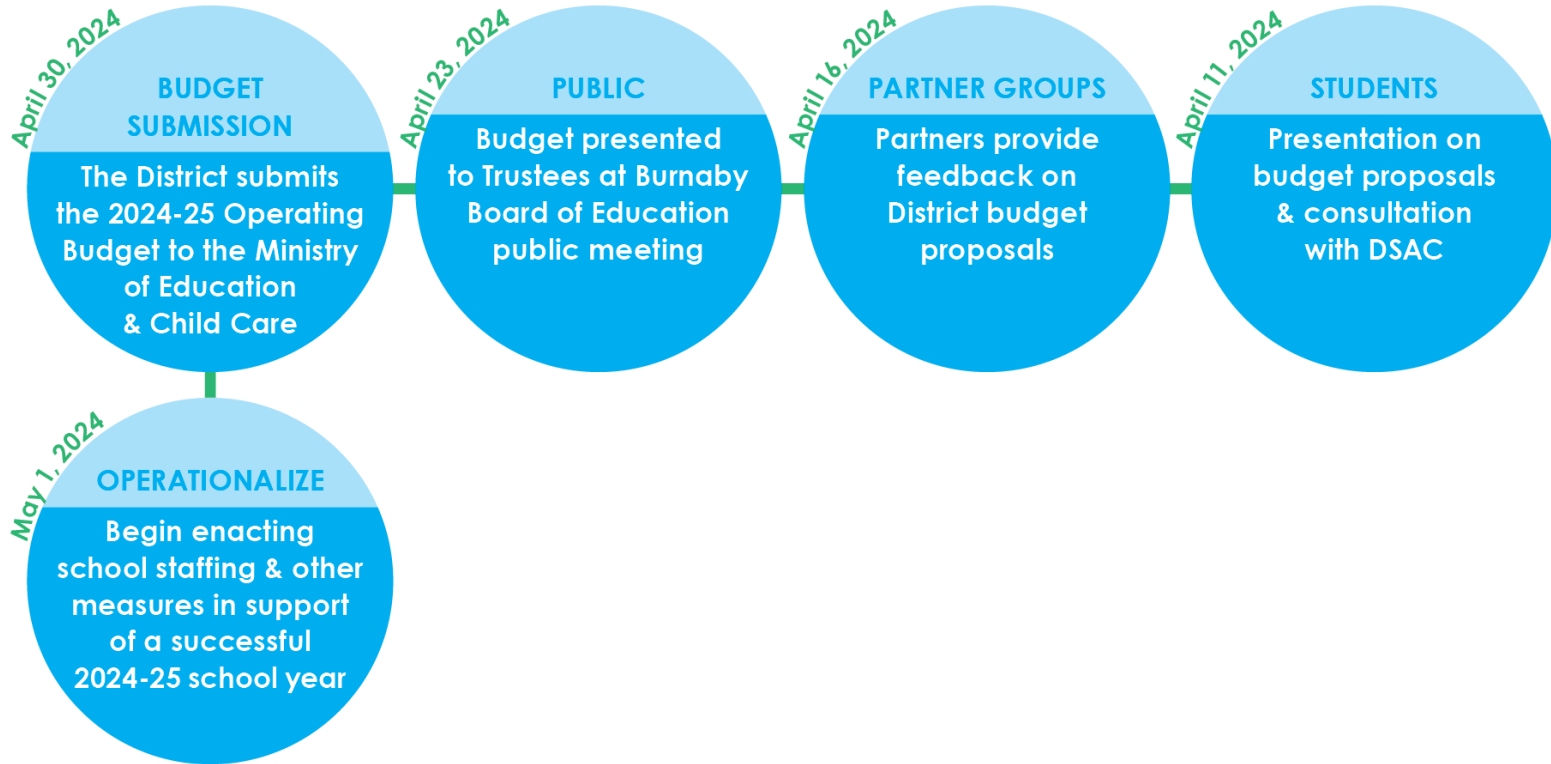 April 30, 2024
BUDGET
SUBMISSION
The District submits
the 2024-25 Operating
Budget to the Ministry
of Education
& Child Care
April 23, 2024
PUBLIC
Budget presented
to Trustees at Burnaby
Board of Education
public meeting
April 16, 2024
PARTNER GROUPS
Partners provide
feedback on
District budget
proposals
April 11, 2024
STUDENTS
Presentation on
budget proposals
& consultation
with DSAC
May 1, 2024
OPERATIONALIZE
Begin enacting
school staffing & other
measures in support
of a successful
2024-25 school year